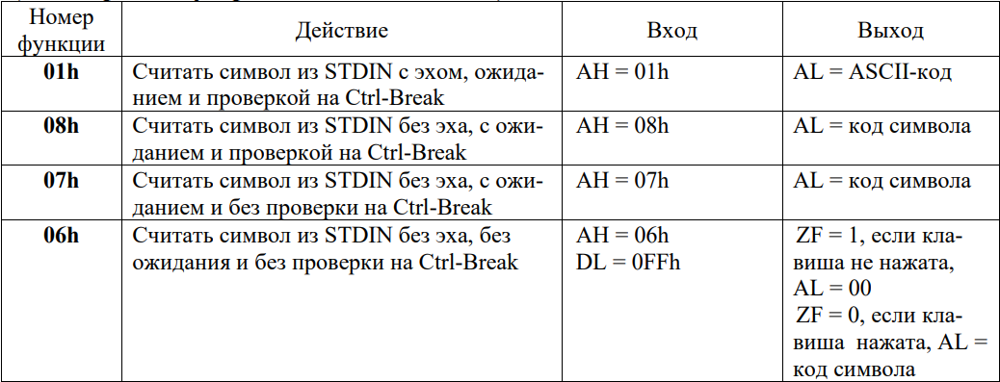 Номер
функции
Действие
Вход
Выход
01h
Считать символ из STDIN с эхом, ожида-
нием и проверкой на Ctrl-Break
AH = 01h
AL = ASCII-код
08h
Считать символ из STDIN без эха, с ожи-
данием и проверкой на Ctrl-Break
AH = 08h
AL = код символа
07h
Считать символ из STDIN без эха, с ожи-
данием и без проверки на Ctrl-Break
AH = 07h
AL = код символа
06h
Считать символ из STDIN без эха, без
ожидания и без проверки на Ctrl-Break
AH = 06h
DL = 0FFh
ZF = 1, если кла-
виша не нажата,
AL = 00
ZF = 0, если кла-
виша нажата, AL =
код символа